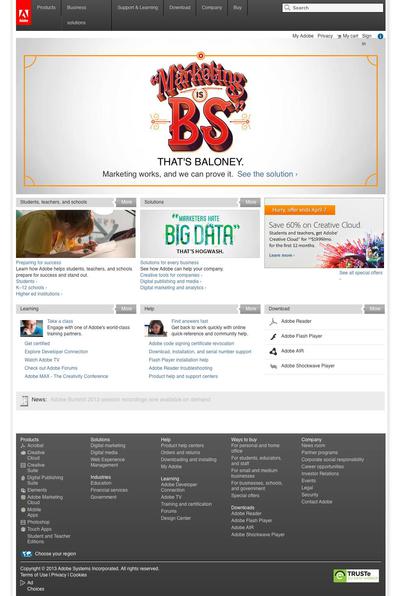 Adobe
Products
Business solutions
Support & Learning
Download
Company
Buy
Search
My Adobe
Privacy
My cart
Sign in
"Marketing
IS
BS"
THAT'S BALONEY.
Marketing works, and we can prove it. See the solution ›
Students, teachers, and schools
More
Preparing for success
Learn how Adobe helps students, teachers, and schools
prepare for success and stand out.
Students ›
K–12 schools ›
Higher ed institutions ›
Solutions
More
"MARKETERS HATE
BIG DATA"
THAT'S HOGWASH.
Solutions for every business
See how Adobe can help your company.
Creative tools for companies ›
Digital publishing and media ›
Digital marketing and analytics ›
Hurry, offer ends April 7
Save 60% on Creative Cloud
Students and teachers, get Adobe®
for the first 12 months.
Learn more ›
See all special offers
Learning
More
Take a class
Engage with one of Adobe's world-class
training partners.
Get certified
Explore Developer Connection
Watch Adobe TV
Check out Adobe Forums
Adobe MAX - The Creativity Conference
Help
More
Find answers fast
Get back to work quickly with online
quick-reference and community help.
Adobe code signing certificate revocation
Download, installation, and serial number support
Flash Player installation help
Adobe Reader troubleshooting
Product help and support centers
Download
More
Adobe Reader
Adobe Flash Player
Adobe AIR
Adobe Shockwave Player
News: Adobe Summit 2013 session recordings now available on demand
Products
Acrobat
Creative
Cloud
Creative
Suite
Digital Publishing
Suite
Elements
Adobe Marketing
Cloud
Mobile
Apps
Photoshop
Touch Apps
Student and Teacher
Editions
Solutions
Digital marketing
Digital media
Web Experience
Management
Industries
Education
Financial services
Government
Help
Product help centers
Orders and returns
Downloading and installing
My Adobe
Learning
Adobe Developer
Connection
Adobe TV
Training and certification
Forums
Design Center
Ways to buy
For personal and home
office
For students, educators,
and staff
For small and medium
businesses
For businesses, schools,
and government
Special offers
Downloads
Adobe Reader
Adobe Flash Player
Adobe AIR
Adobe Shockwave Player
Company
News room
Partner programs
Corporate social responsibility
Career opportunities
Investor Relations
Events
Legal
Security
Contact Adobe
Choose your region
Copyright © 2013 Adobe Systems Incorporated. All rights reserved.
Terms of Use | Privacy | Cookies
Ad
Choices
TRUSTe